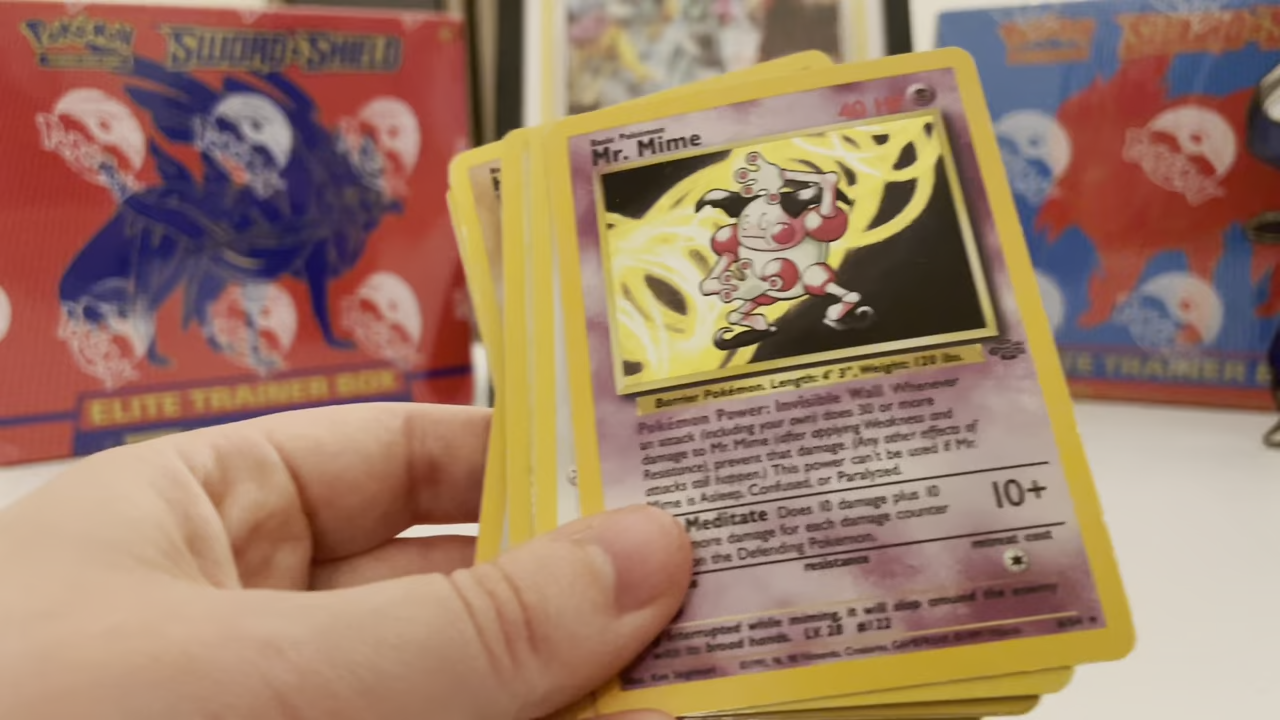 Pokémon
SWORD & SHIELD
ELITE TRAINER BOX
Basic Pokémon
Mr. Mime
40 HP
Barrier Pokémon. Length: 4' 3", Weight: 120 lbs.
Pokémon Power: Invisible Wall Whenever
an attack (including your own) does 30 or more
damage to Mr. Mime (after applying Weakness and
Resistance), prevent that damage. (Any other effects of
attacks still happen.) This power can't be used if Mr.
Mime is Asleep, Confused, or Paralyzed.
Meditate Does 10 damage plus 10
more damage for each damage counter
on the Defending Pokémon.
10+
resistance
retreat cost
interrupted while miming, it will slap around the enemy
with its broad hands. LV. 28 #122
TRAINER